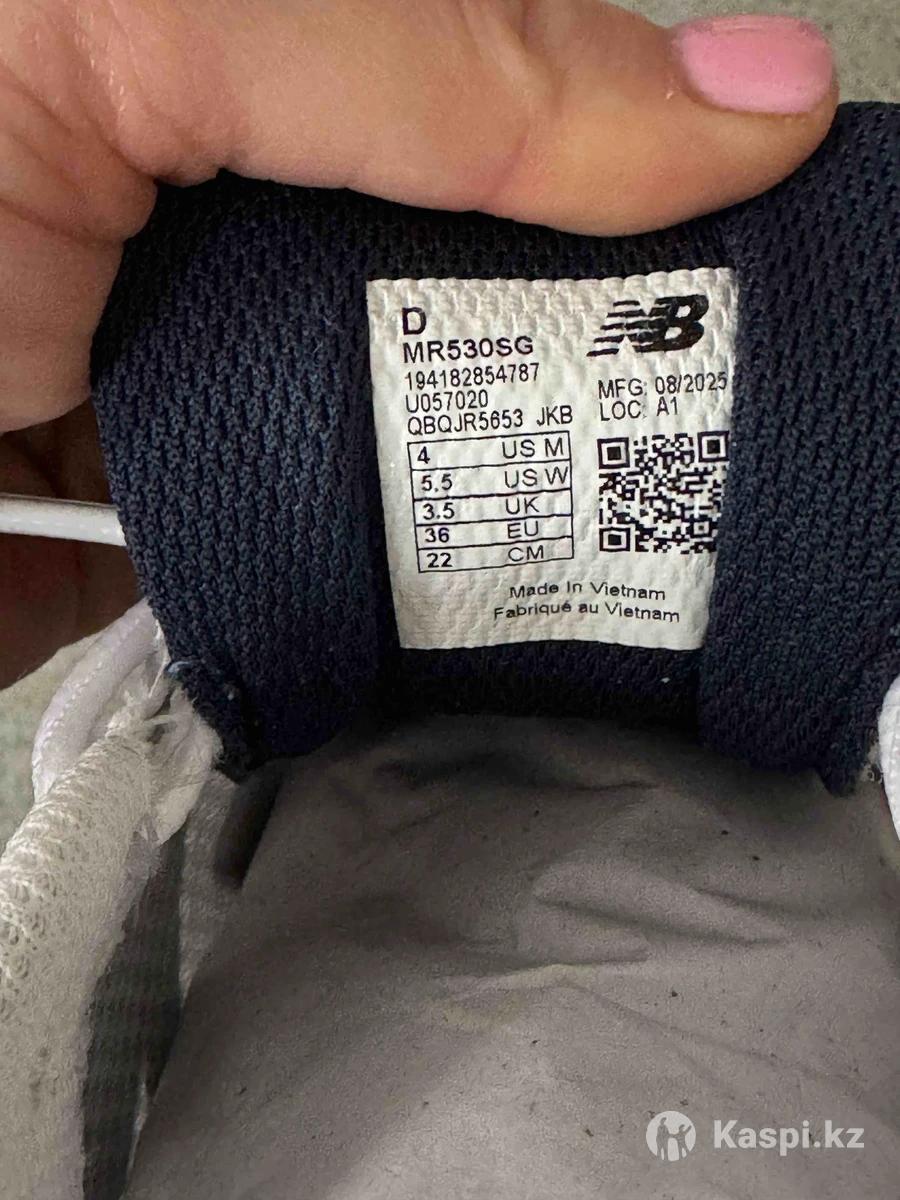 D
NB
MR530SG
194182854787
U057020
QBQJR5653 JKB
MFG: 08/2025
LOC: A1
4 US M
5.5 US W
3.5 UK
36 EU
22 CM
Made In Vietnam
Fabriqué au Vietnam
Kaspi.kz